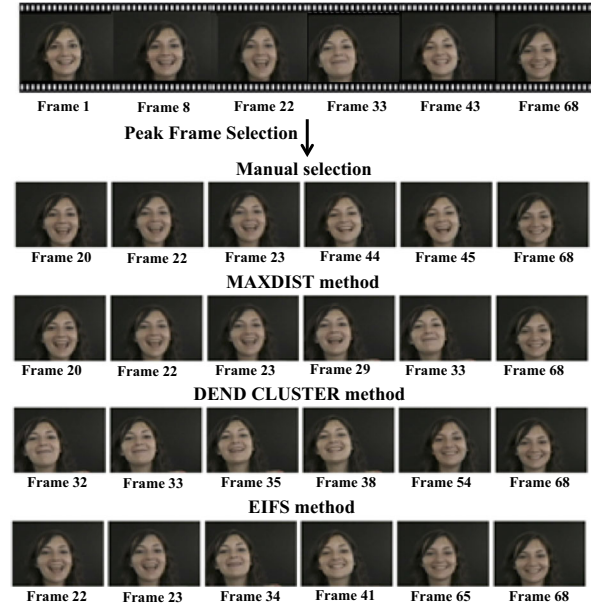 Frame 1 Frame 8 Frame 22 Frame 33 Frame 43 Frame 68
Peak Frame Selection
Manual selection
Frame 20 Frame 22 Frame 23 Frame 44 Frame 45 Frame 68
MAXDIST method
Frame 20 Frame 22 Frame 23 Frame 29 Frame 33 Frame 68
DEND CLUSTER method
Frame 32 Frame 33 Frame 35 Frame 38 Frame 54 Frame 68
EIFS method
Frame 22 Frame 23 Frame 34 Frame 41 Frame 65 Frame 68